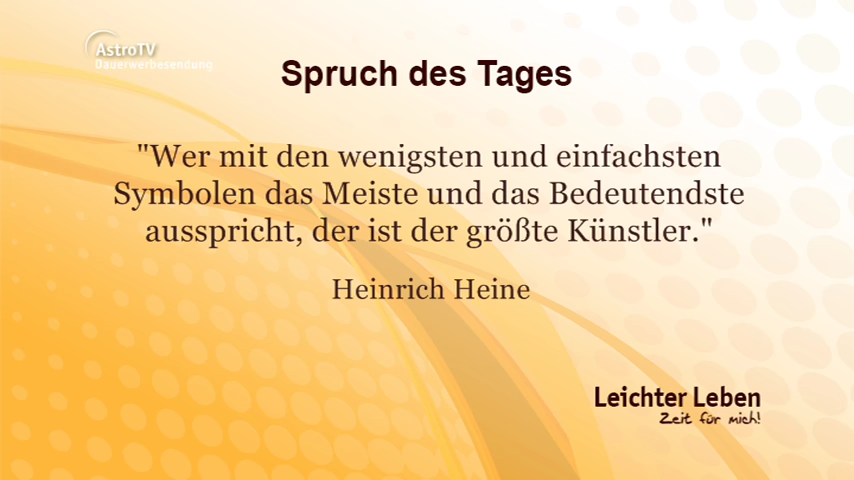 AstroTV
Dauerwerbesendung
Spruch des Tages
"Wer mit den wenigsten und einfachsten
Symbolen das Meiste und das Bedeutendste
ausspricht, der ist der größte Künstler."
Heinrich Heine
Leichter Leben
Zeit für mich!